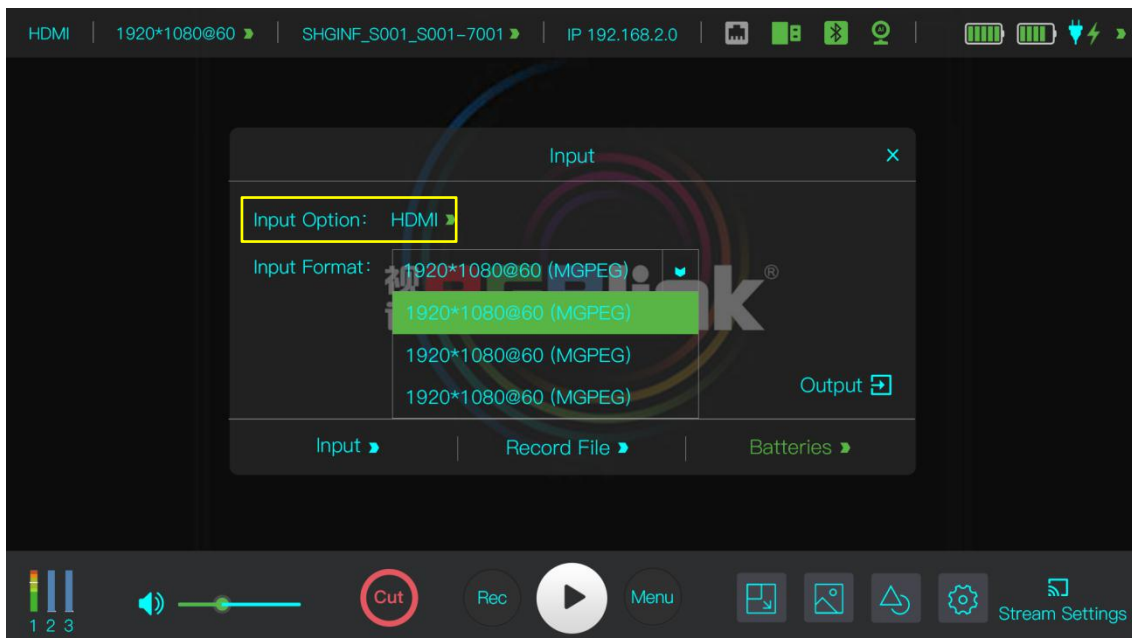 HDMI 1920*1080@60 SHGINF_S001_S001-7001 IP 192.168.2.0
Input ×
Input Option: HDMI
Input Format: 1920*1080@60 (MGPEG)
®
1920*1080@60 (MGPEG)
1920*1080@60 (MGPEG)
1920*1080@60 (MGPEG)
Output
Input Record File Batteries
Cut Rec Menu
1 2 3
Stream Settings